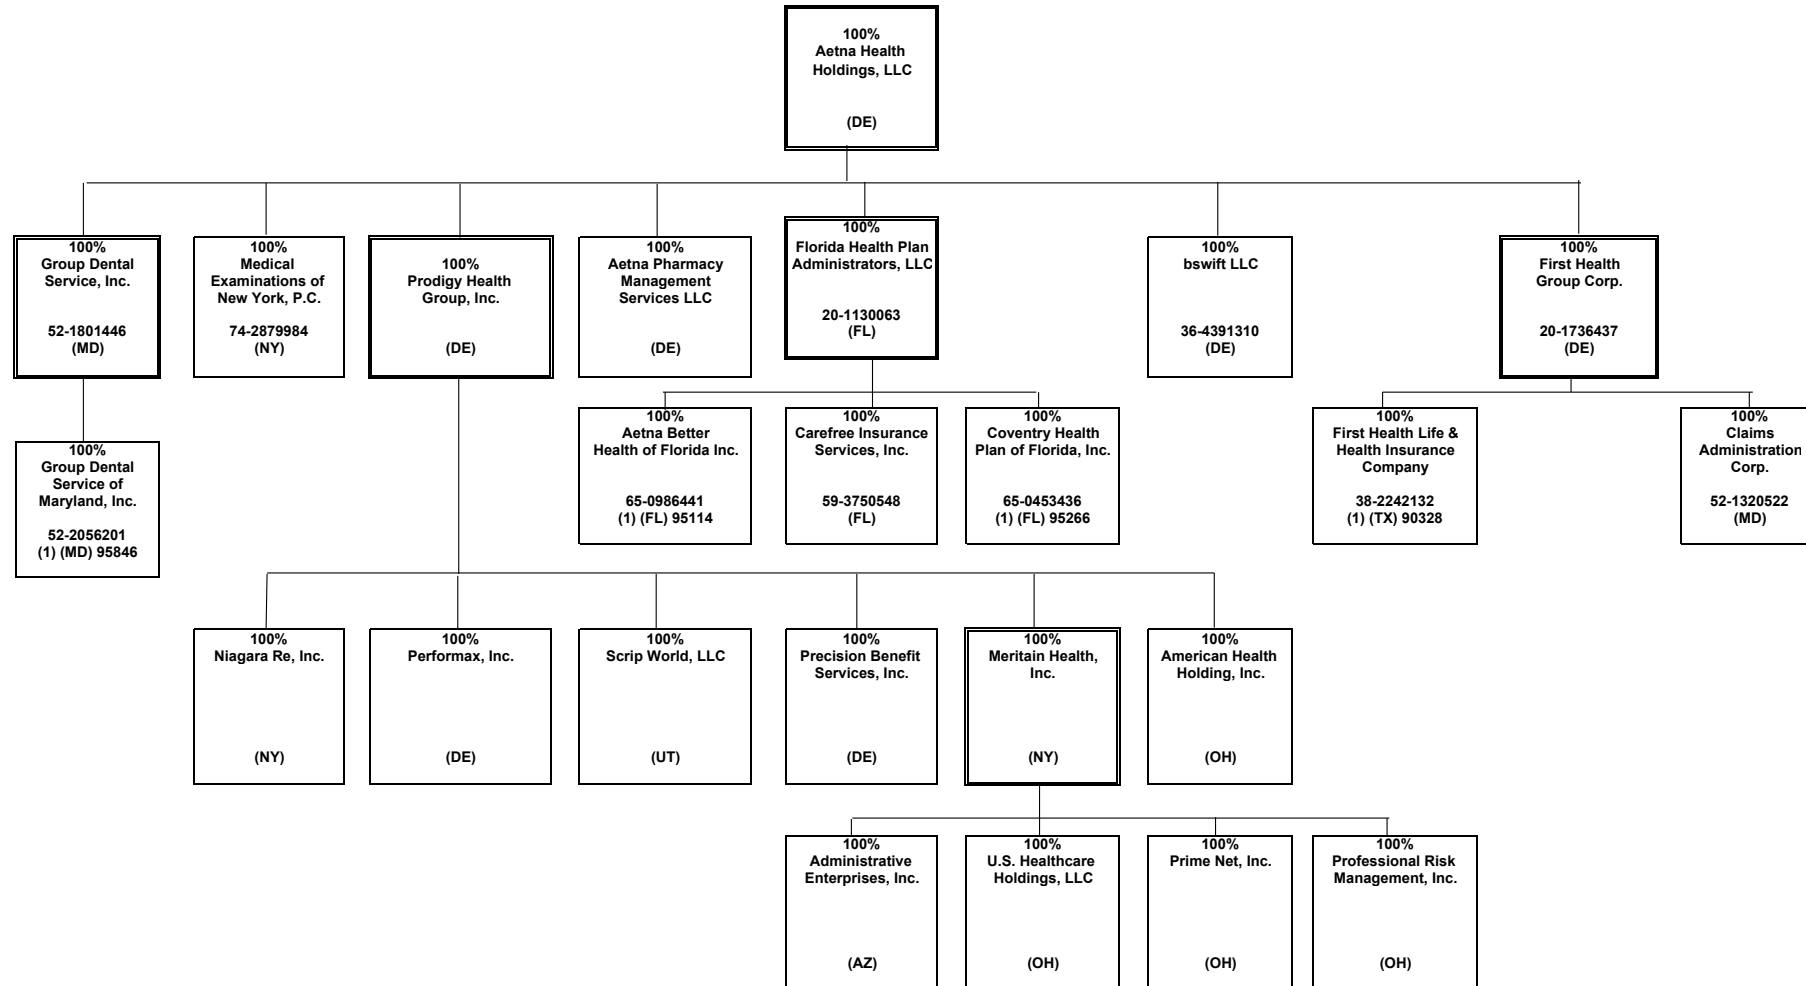 100%
Aetna Health
Holdings, LLC
(DE)
100%
Group Dental
Service, Inc.
52-1801446
(MD)
100%
Medical
Examinations of
New York, P.C.
74-2879984
(NY)
100%
Prodigy Health
Group, Inc.
(DE)
100%
Aetna Pharmacy
Management
Services LLC
(DE)
100%
Florida Health Plan
Administrators, LLC
20-1130063
(FL)
100%
bswift LLC
36-4391310
(DE)
100%
First Health
Group Corp.
20-1736437
(DE)
100%
Group Dental
Service of
Maryland, Inc.
52-2056201
(1) (MD) 95846
100%
Aetna Better
Health of Florida Inc.
65-0986441
(1) (FL) 95114
100%
Carefree Insurance
Services, Inc.
59-3750548
(FL)
100%
Coventry Health
Plan of Florida, Inc.
65-0453436
(1) (FL) 95266
100%
First Health Life &
Health Insurance
Company
38-2242132
(1) (TX) 90328
100%
Claims
Administration
Corp.
52-1320522
(MD)
100%
Niagara Re, Inc.
(NY)
100%
Performax, Inc.
(DE)
100%
Scrip World, LLC
(UT)
100%
Precision Benefit
Services, Inc.
(DE)
100%
Meritain Health,
Inc.
(NY)
100%
American Health
Holding, Inc.
(OH)
100%
Administrative
Enterprises, Inc.
(AZ)
100%
U.S. Healthcare
Holdings, LLC
(OH)
100%
Prime Net, Inc.
(OH)
100%
Professional Risk
Management, Inc.
(OH)